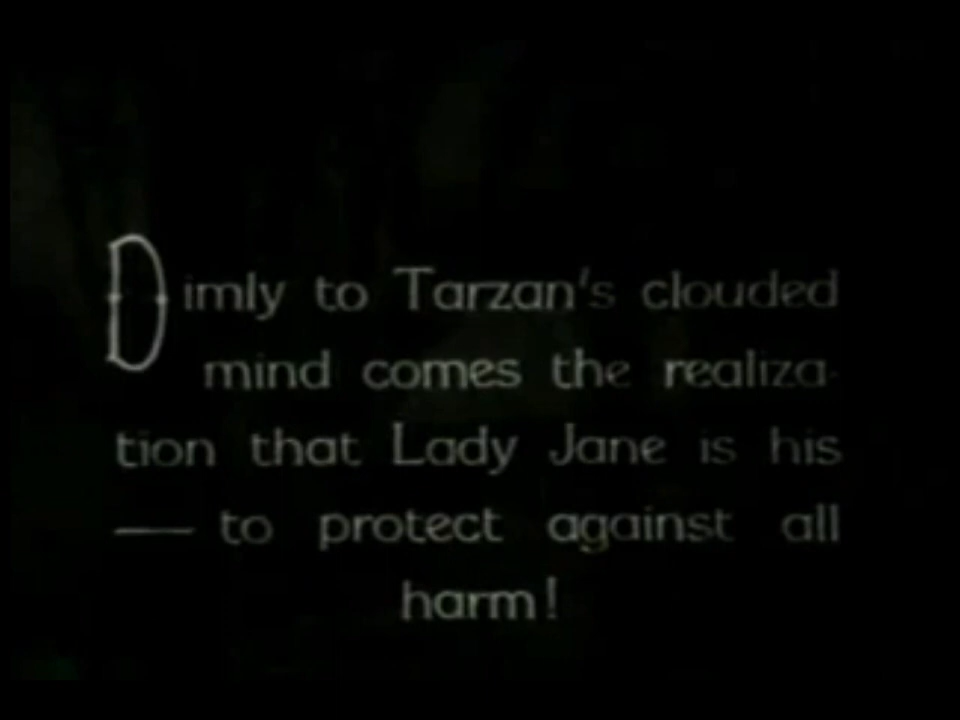 Dimly to Tarzan's clouded
mind comes the realiza-
tion that Lady Jane is his
— to protect against all
harm!